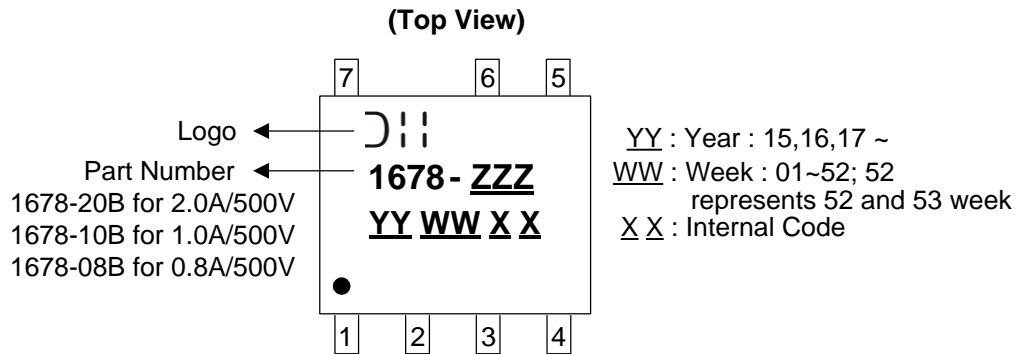 (Top View)
7 6 5
Logo
Part Number
1678-20B for 2.0A/500V
1678-10B for 1.0A/500V
1678-08B for 0.8A/500V
1678- ZZZ
YY WW X X
YY : Year : 15,16,17 ~
WW : Week : 01~52; 52
represents 52 and 53 week
X X : Internal Code
1 2 3 4